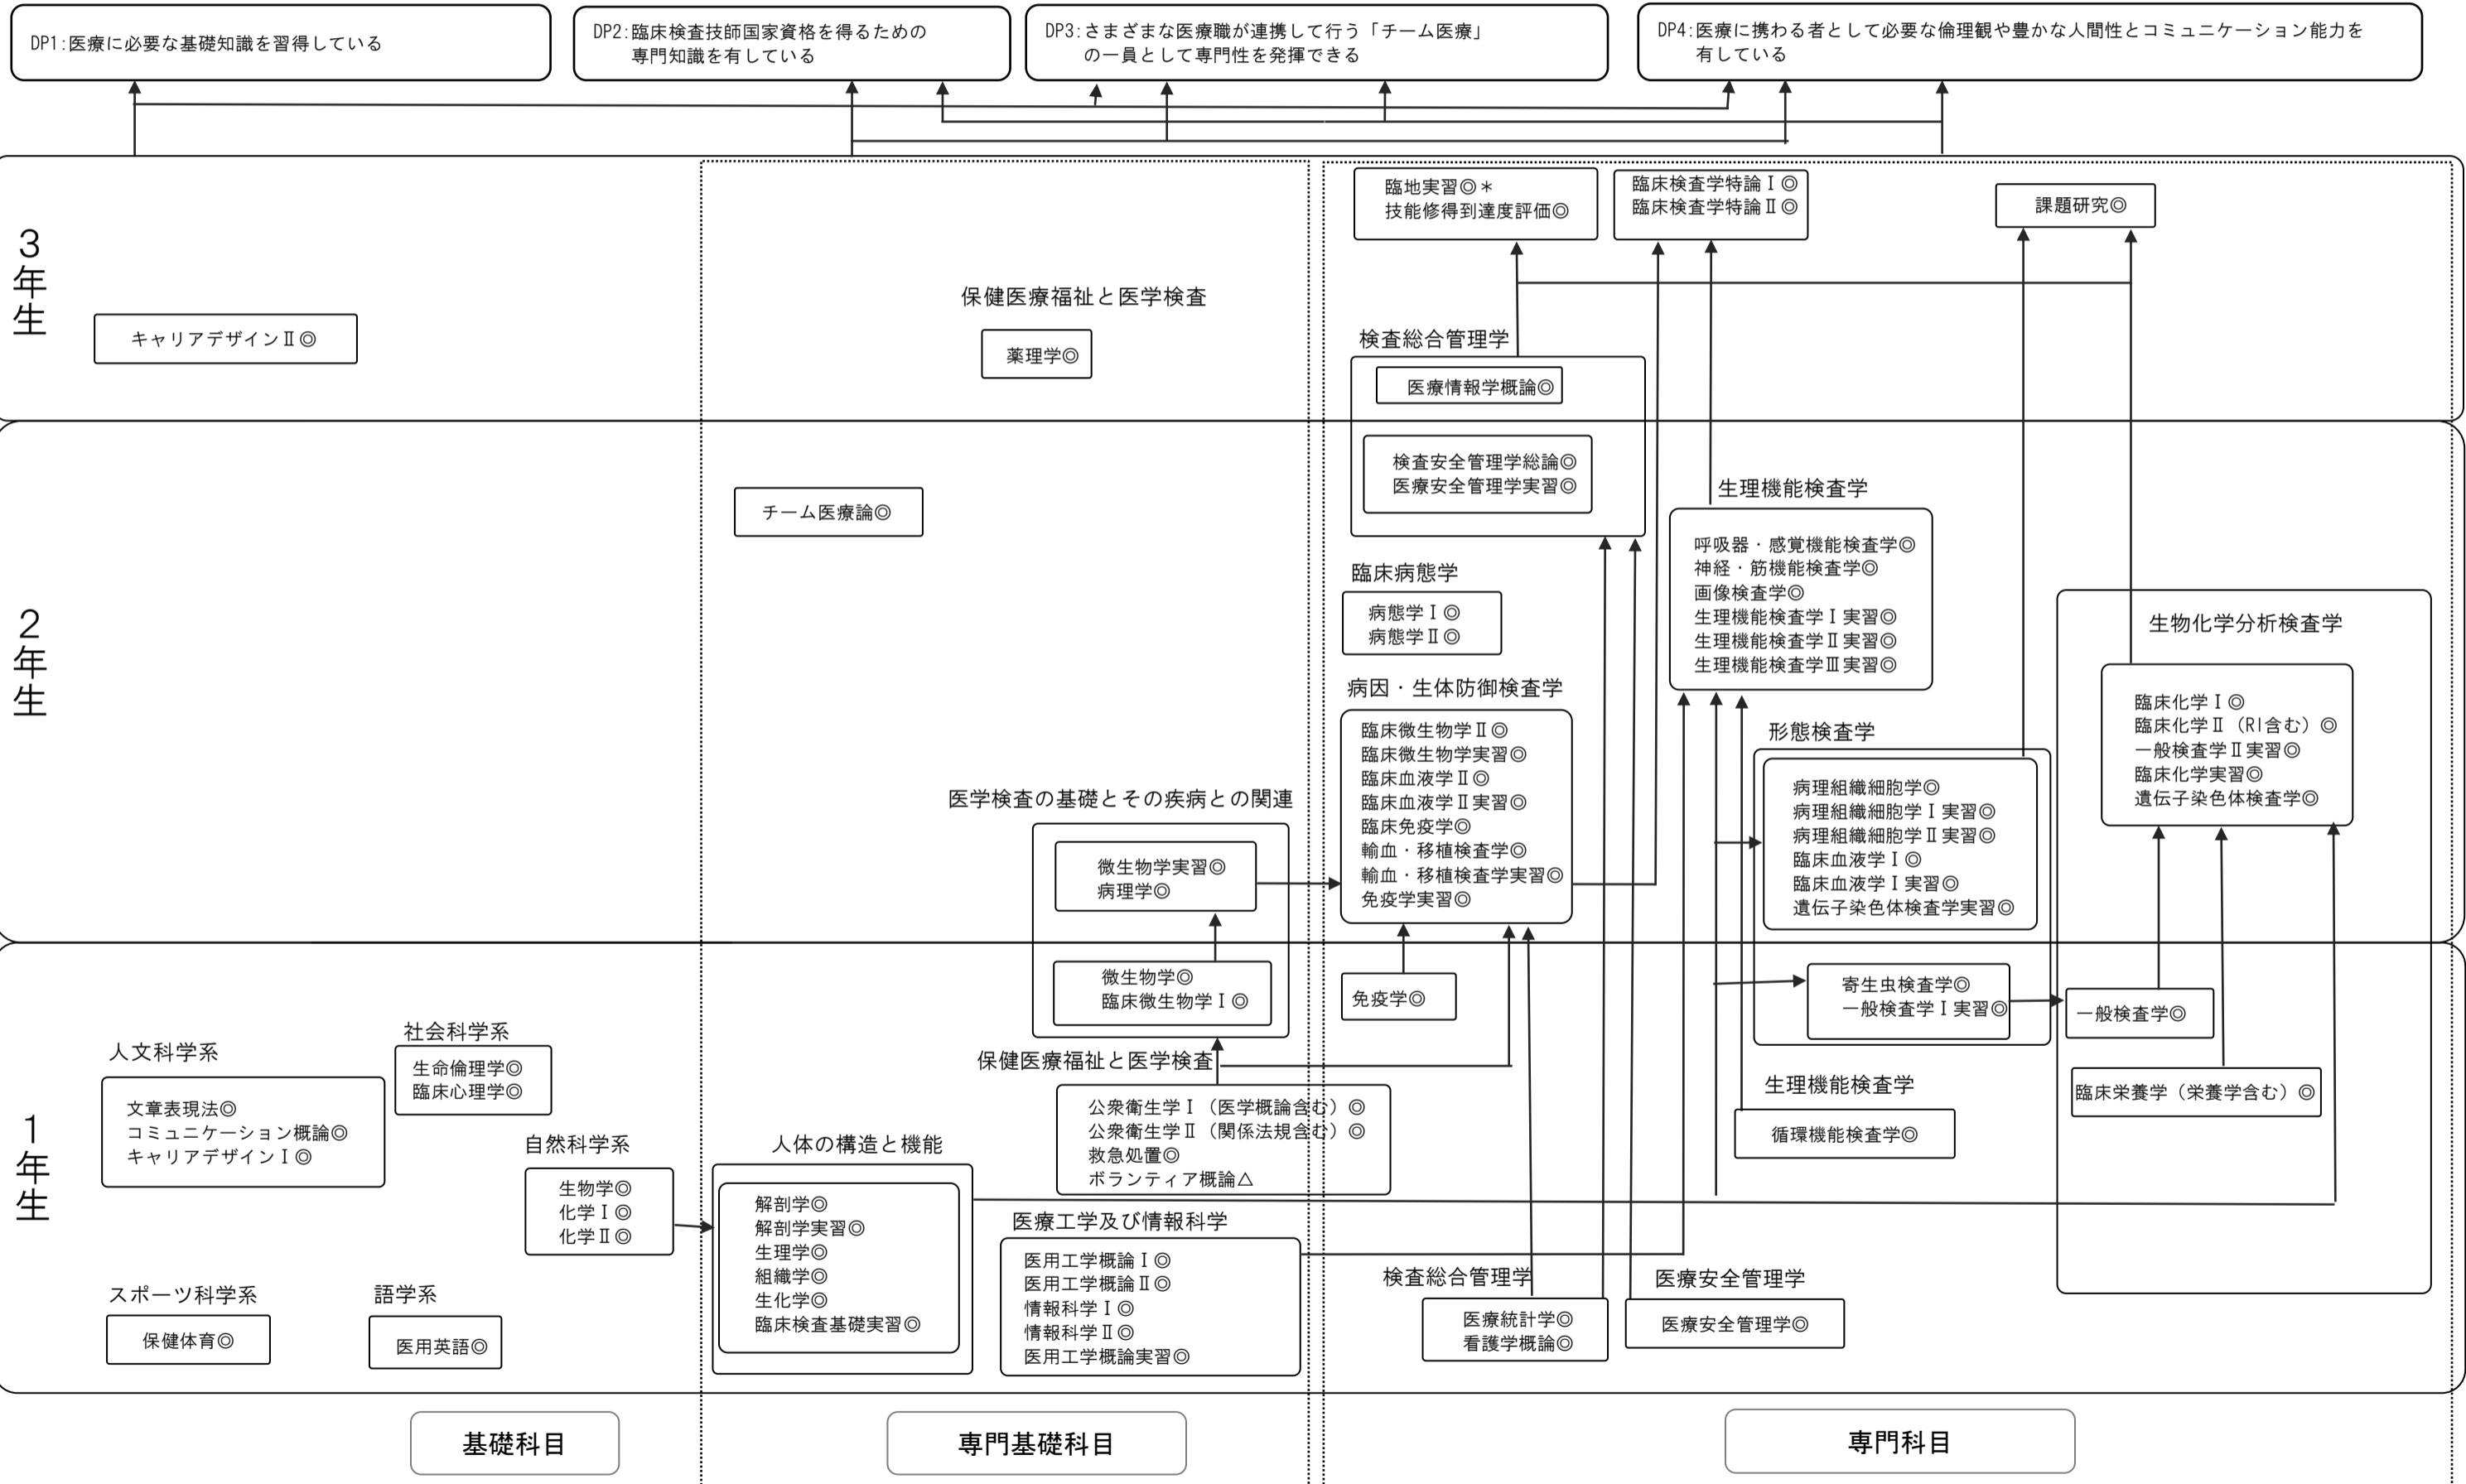 DP1:医療に必要な基礎知識を習得している
DP2:臨床検査技師国家資格を得るための
専門知識を有している
DP3:さまざまな医療職が連携して行う「チーム医療」
の一員として専門性を発揮できる
DP4:医療に携わる者として必要な倫理観や豊かな人間性とコミュニケーション能力を
有している
3年生
キャリアデザインⅡ◎
保健医療福祉と医学検査
薬理学◎
臨地実習◎＊
技能修得到達度評価◎
臨床検査学特論Ⅰ◎
臨床検査学特論Ⅱ◎
課題研究◎
検査総合管理学
医療情報学概論◎
2年生
チーム医療論◎
検査安全管理学総論◎
医療安全管理学実習◎
臨床病態学
病態学Ⅰ◎
病態学Ⅱ◎
生理機能検査学
呼吸器・感覚機能検査学◎
神経・筋機能検査学◎
画像検査学◎
生理機能検査学Ⅰ実習◎
生理機能検査学Ⅱ実習◎
生理機能検査学Ⅲ実習◎
生物化学分析検査学
臨床化学Ⅰ◎
臨床化学Ⅱ（RI含む）◎
一般検査学Ⅱ実習◎
臨床化学実習◎
遺伝子染色体検査学◎
病因・生体防御検査学
臨床微生物学Ⅱ◎
臨床微生物学実習◎
臨床血液学Ⅱ◎
臨床血液学Ⅱ実習◎
臨床免疫学◎
輸血・移植検査学◎
輸血・移植検査学実習◎
免疫学実習◎
形態検査学
病理組織細胞学◎
病理組織細胞学Ⅰ実習◎
病理組織細胞学Ⅱ実習◎
臨床血液学Ⅰ◎
臨床血液学Ⅰ実習◎
遺伝子染色体検査学実習◎
医学検査の基礎とその疾病との関連
微生物学実習◎
病理学◎
1年生
微生物学◎
臨床微生物学Ⅰ◎
免疫学◎
寄生虫検査学◎
一般検査学Ⅰ実習◎
一般検査学◎
臨床栄養学（栄養学含む）◎
人文科学系
文章表現法◎
コミュニケーション概論◎
キャリアデザインⅠ◎
社会科学系
生命倫理学◎
臨床心理学◎
自然科学系
生物学◎
化学Ⅰ◎
化学Ⅱ◎
スポーツ科学系
保健体育◎
語学系
医用英語◎
人体の構造と機能
解剖学◎
解剖学実習◎
生理学◎
組織学◎
生化学◎
臨床検査基礎実習◎
保健医療福祉と医学検査
公衆衛生学Ⅰ（医学概論含む）◎
公衆衛生学Ⅱ（関係法規含む）◎
救急処置◎
ボランティア概論△
医療工学及び情報科学
医用工学概論Ⅰ◎
医用工学概論Ⅱ◎
情報科学Ⅰ◎
情報科学Ⅱ◎
医用工学概論実習◎
生理機能検査学
循環機能検査学◎
検査総合管理学
医療統計学◎
看護学概論◎
医療安全管理学
医療安全管理学◎
基礎科目
専門基礎科目
専門科目